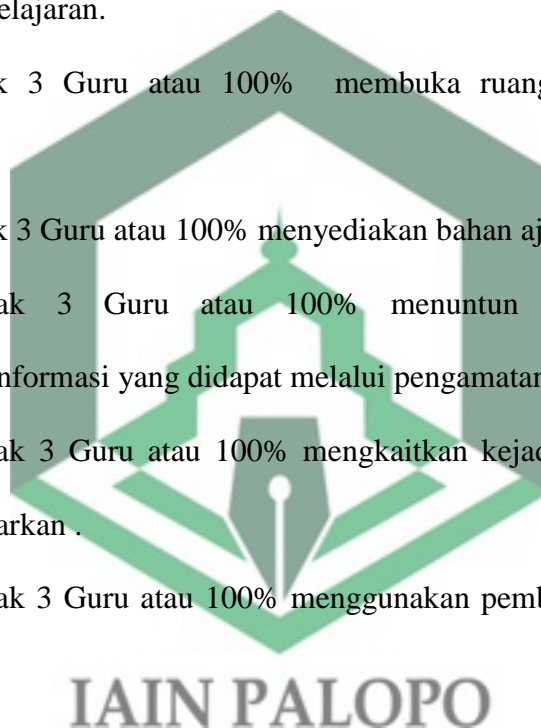 elajaran.
k 3 Guru atau 100% membuka ruang
k 3 Guru atau 100% menyediakan bahan aj
ak 3 Guru atau 100% menuntun
nformasi yang didapat melalui pengamatan
ak 3 Guru atau 100% mengkaitkan kejad
arkan .
ak 3 Guru atau 100% menggunakan pemb
IAIN PALOPO